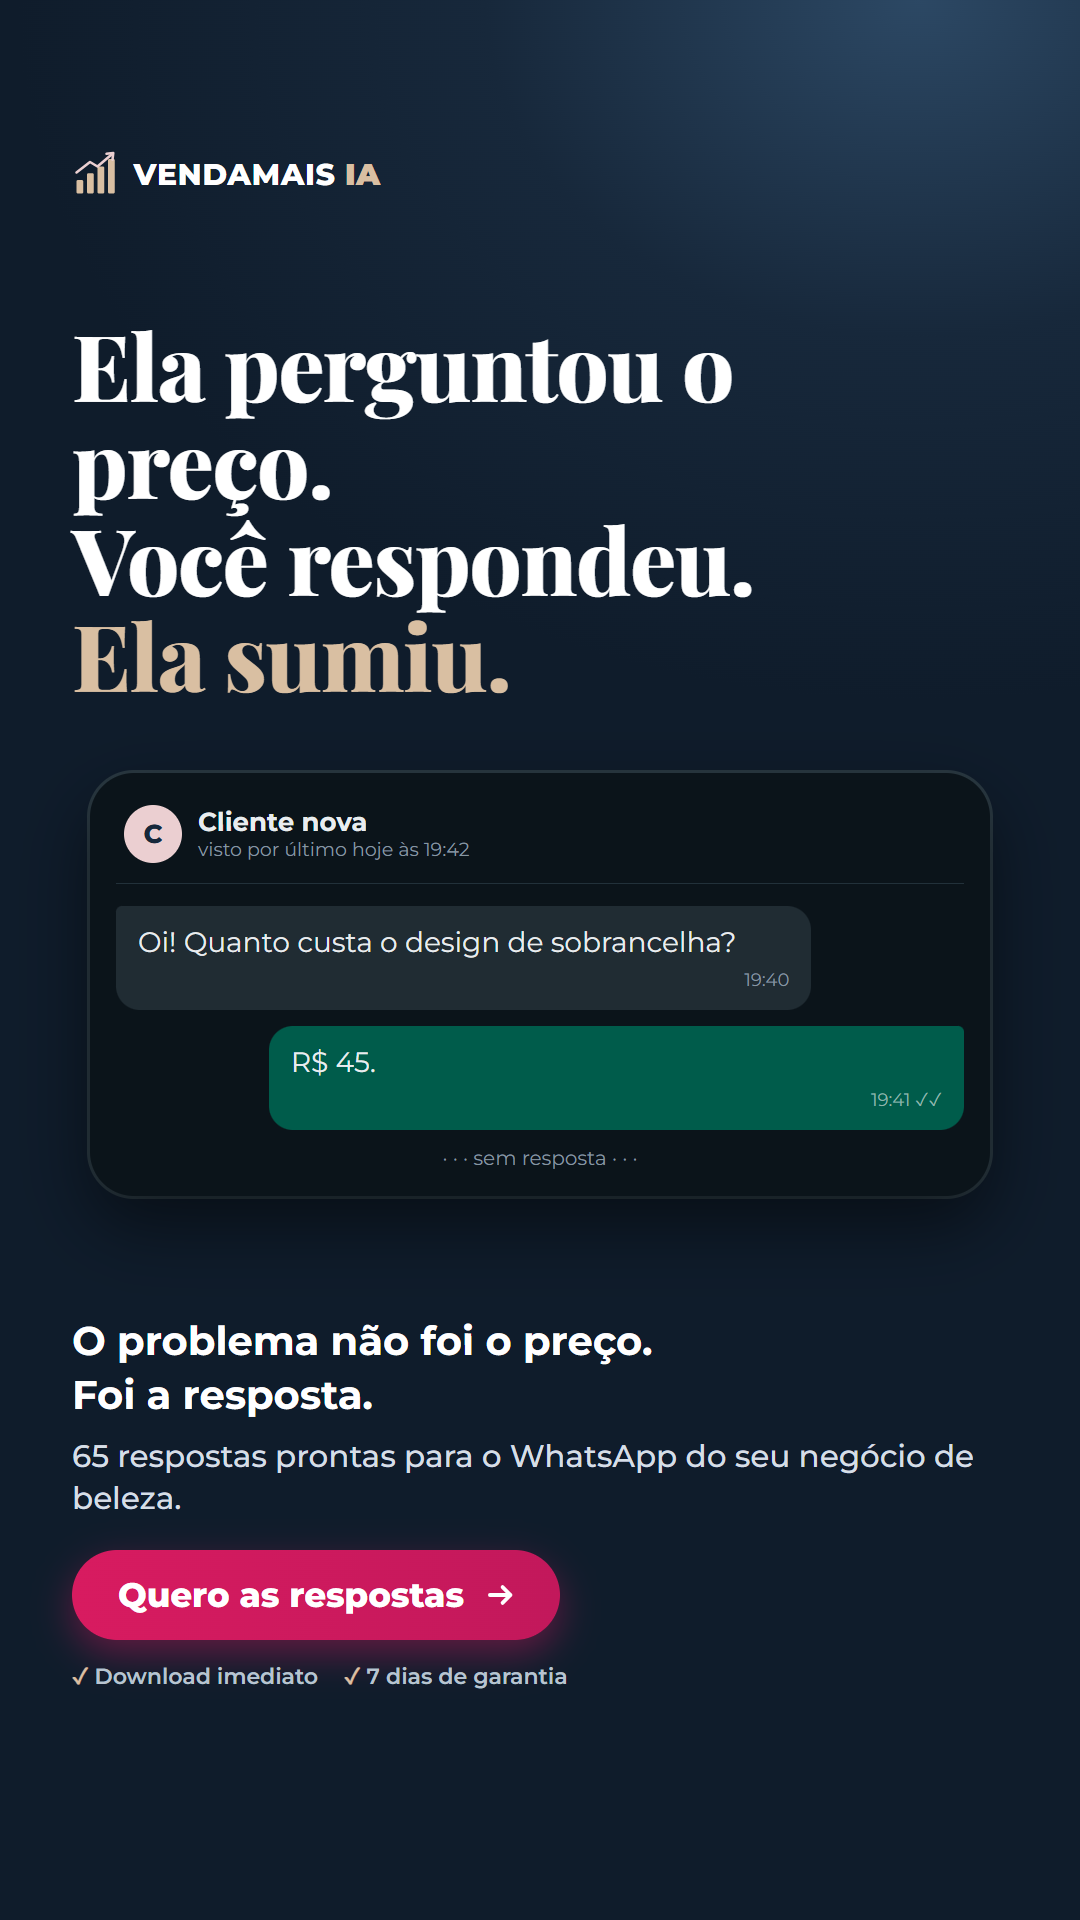 VENDAMAIS IA
Ela perguntou o
preço.
Você respondeu.
Ela sumiu.
C
Cliente nova
visto por último hoje às 19:42
Oi! Quanto custa o design de sobrancelha?
19:40
R$ 45.
19:41 ✓✓
· · · sem resposta · · ·
O problema não foi o preço.
Foi a resposta.
65 respostas prontas para o WhatsApp do seu negócio de
beleza.
Quero as respostas →
✓ Download imediato ✓ 7 dias de garantia